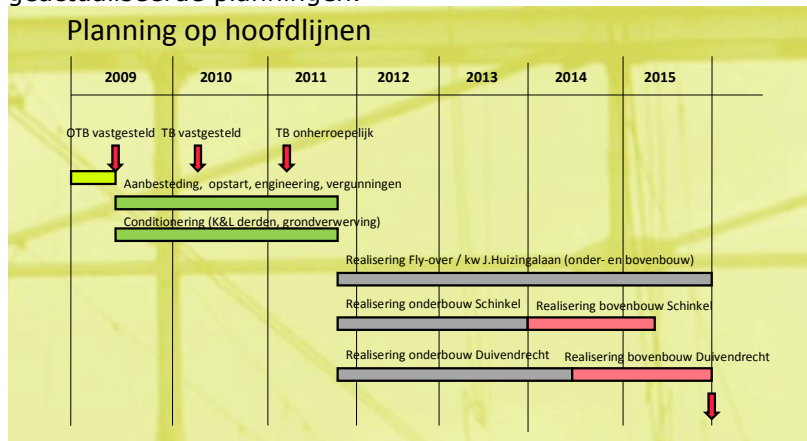 geactualiseerde planningen.
Planning op hoofdlijnen
2009 2010 2011 2012 2013 2014 2015
OTB vastgesteld TB vastgesteld TB onherroepelijk
Aanbesteding, opstart, engineering, vergunningen
Conditionering (K&L derden, grondverwerving)
Realisering Fly-over / kw J.Huizingalaan (onder- en bovenbouw)
Realisering onderbouw Schinkel Realisering bovenbouw Schinkel
Realisering onderbouw Duivendrecht Realisering bovenbouw Duivendrecht